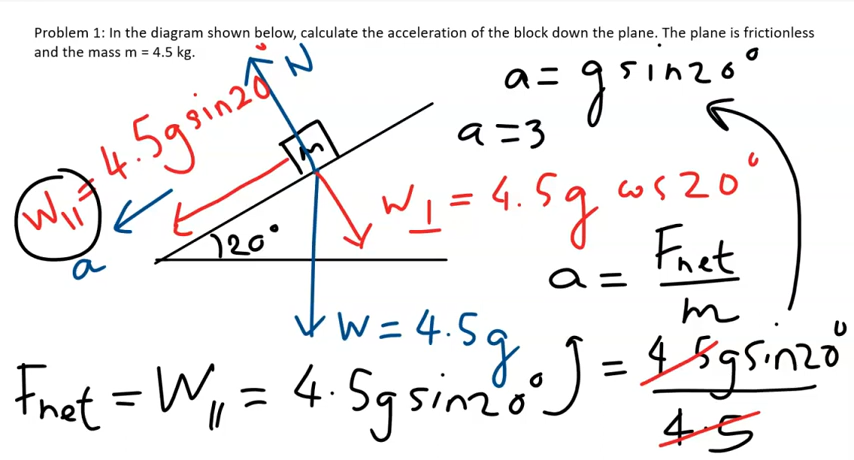 Problem 1: In the diagram shown below, calculate the acceleration of the block down the plane. The plane is frictionless
and the mass m = 4.5 kg.
N
a = g sin20°
W|| = 4.5g sin20°
a = 3
m
W⊥ = 4.5g cos20°
20°
a
a = Fnet / m
W = 4.5g
Fnet = W|| = 4.5g sin20°
= 4.5g sin20° / 4.5